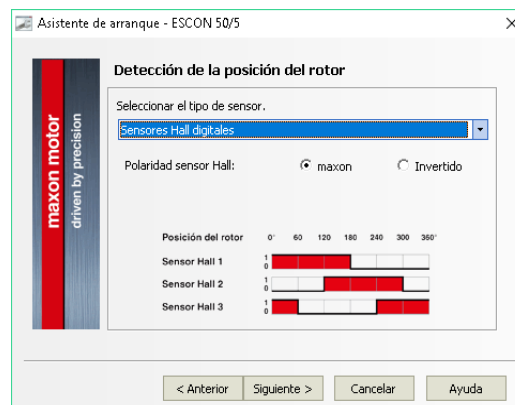 Asistente de arranque - ESCON 50/5
maxon motor
driven by precision
Detección de la posición del rotor
Seleccionar el tipo de sensor.
Sensores Hall digitales
Polaridad sensor Hall:
maxon
Invertido
Posición del rotor 0° 60 120 180 240 300 360°
Sensor Hall 1 1 0
Sensor Hall 2 1 0
Sensor Hall 3 1 0
< Anterior
Siguiente >
Cancelar
Ayuda